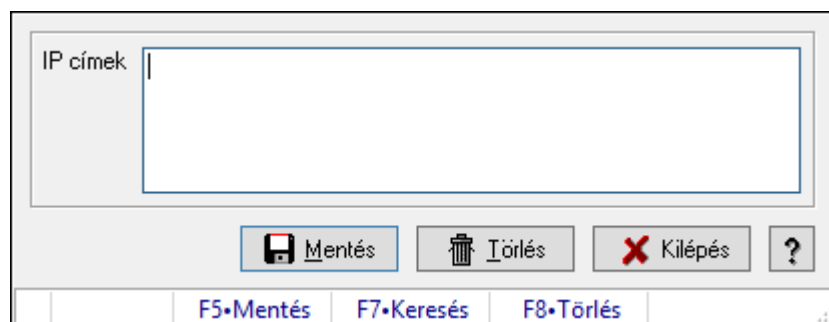 IP címek
Mentés Törlés Kilépés ?
F5•Mentés F7•Keresés F8•Törlés